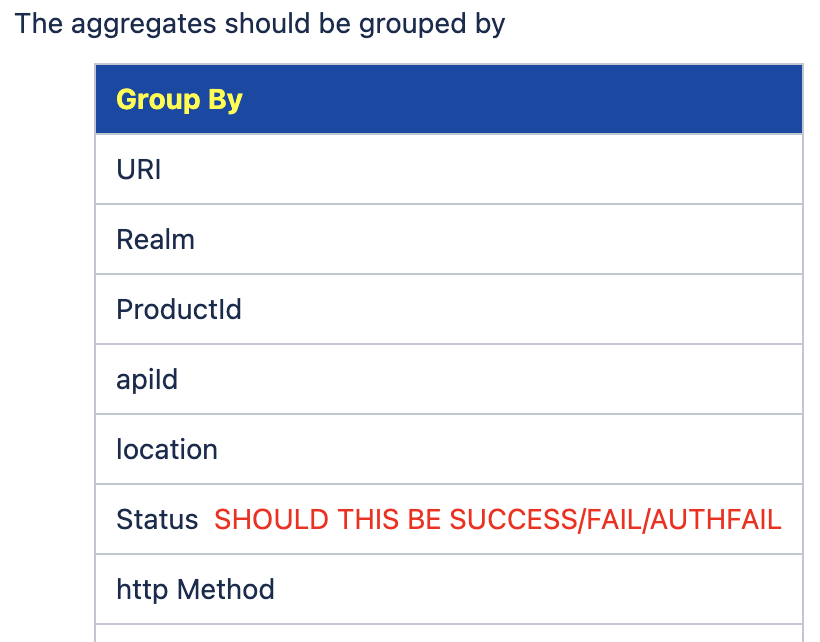 The aggregates should be grouped by
Group By
URI
Realm
ProductId
apiId
location
Status SHOULD THIS BE SUCCESS/FAIL/AUTHFAIL
http Method